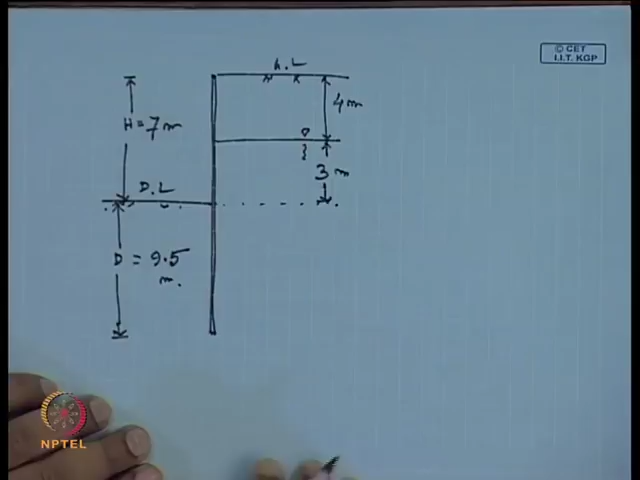 © CET
I.I.T. KGP
G.L
4 m
H = 7 m
3 m
D.L
D = 9.5
m.
NPTEL